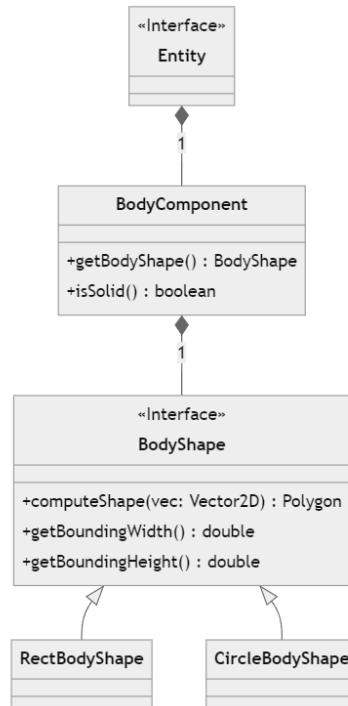 «Interface»
Entity
1
BodyComponent
+getBodyShape() : BodyShape
+isSolid() : boolean
1
«Interface»
BodyShape
+computeShape(vec: Vector2D) : Polygon
+getBoundingWidth() : double
+getBoundingHeight() : double
RectBodyShape
CircleBodyShape